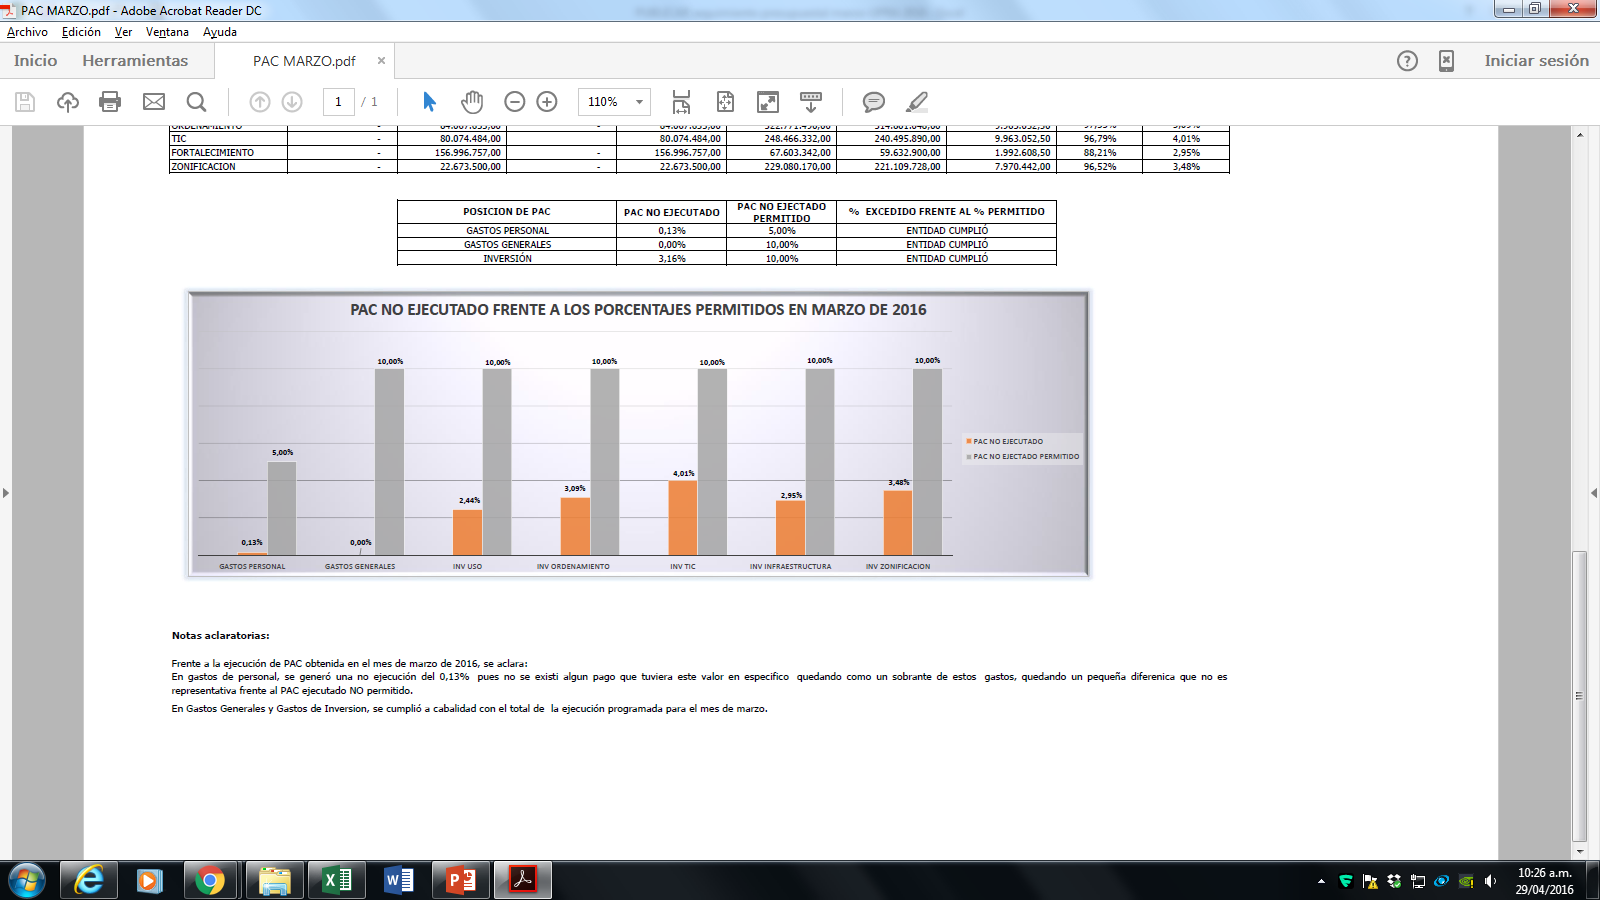 PAC MARZO.pdf - Adobe Acrobat Reader DC
Archivo Edición Ver Ventana Ayuda
Inicio Herramientas PAC MARZO.pdf × Iniciar sesión
1 / 1 110%
ORDENAMIENTO - -
TIC - 80.074.484,00 - 80.074.484,00 248.466.332,00 240.495.890,00 9.963.052,50 96,79% 4,01%
FORTALECIMIENTO - 156.996.757,00 - 156.996.757,00 67.603.342,00 59.632.900,00 1.992.608,50 88,21% 2,95%
ZONIFICACION - 22.673.500,00 - 22.673.500,00 229.080.170,00 221.109.728,00 7.970.442,00 96,52% 3,48%
POSICION DE PAC PAC NO EJECUTADO PAC NO EJECTADO PERMITIDO % EXCEDIDO FRENTE AL % PERMITIDO
GASTOS PERSONAL 0,13% 5,00% ENTIDAD CUMPLIÓ
GASTOS GENERALES 0,00% 10,00% ENTIDAD CUMPLIÓ
INVERSIÓN 3,16% 10,00% ENTIDAD CUMPLIÓ
PAC NO EJECUTADO FRENTE A LOS PORCENTAJES PERMITIDOS EN MARZO DE 2016
10,00% 10,00% 10,00% 10,00% 10,00% 10,00%
5,00%
4,01%
3,48%
3,09%
2,95%
2,44%
0,13% 0,00%
PAC NO EJECUTADO
PAC NO EJECTADO PERMITIDO
GASTOS PERSONAL GASTOS GENERALES INV USO INV ORDENAMIENTO INV TIC INV INFRAESTRUCTURA INV ZONIFICACION
Notas aclaratorias:
Frente a la ejecución de PAC obtenida en el mes de marzo de 2016, se aclara:
En gastos de personal, se generó una no ejecución del 0,13% pues no se existi algun pago que tuviera este valor en especifico quedando como un sobrante de estos gastos, quedando un pequeña diferenica que no es
representativa frente al PAC ejecutado NO permitido.
En Gastos Generales y Gastos de Inversion, se cumplió a cabalidad con el total de la ejecución programada para el mes de marzo.
10:26 a.m.
29/04/2016